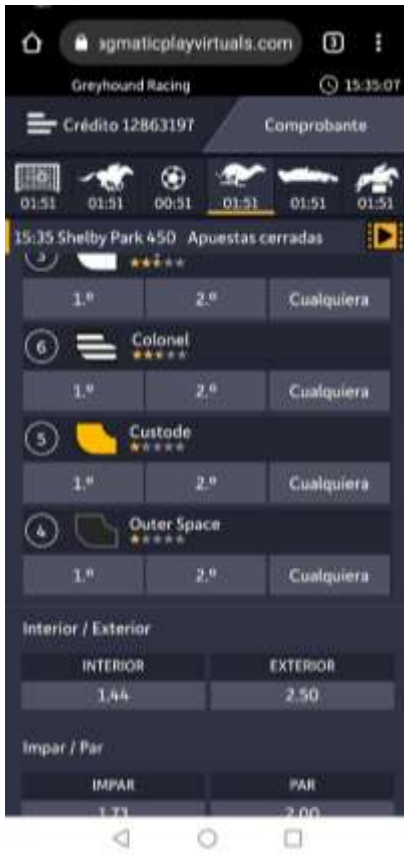 agmaticplayvirtuals.com
3
Greyhound Racing
15:35:07
Crédito 12863197
Comprobante
01:51 01:51 00:51 01:51 01:51 01:51
15:35 Shelby Park 450 Apuestas cerradas
1.º 2.º Cualquiera
6 Colonel
1.º 2.º Cualquiera
5 Custode
1.º 2.º Cualquiera
4 Outer Space
1.º 2.º Cualquiera
Interior / Exterior
INTERIOR EXTERIOR
1,44 2,50
Impar / Par
IMPAR PAR
1,73 2,00